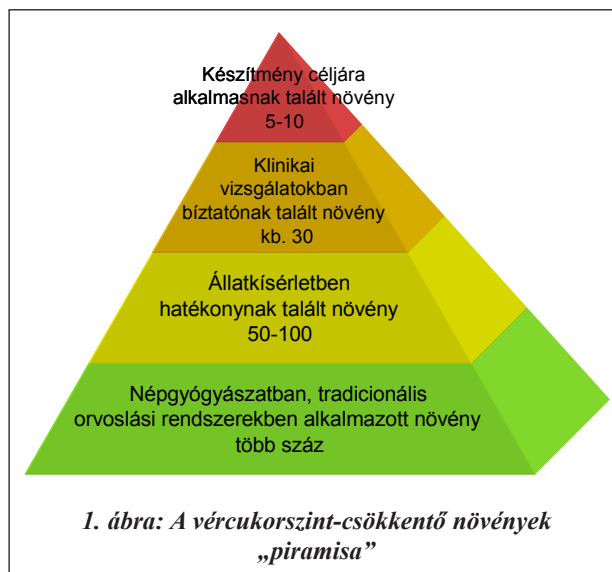 Készítmény céljára
alkalmasnak talált növény
5-10
Klinikai
vizsgálatokban
bíztatónak talált növény
kb. 30
Állatkísérletben
hatékonynak talált növény
50-100
Népgyógyászatban, tradicionális
orvoslási rendszerekben alkalmazott növény
több száz
1. ábra: A vércukorszint-csökkentő növények
„piramisa”